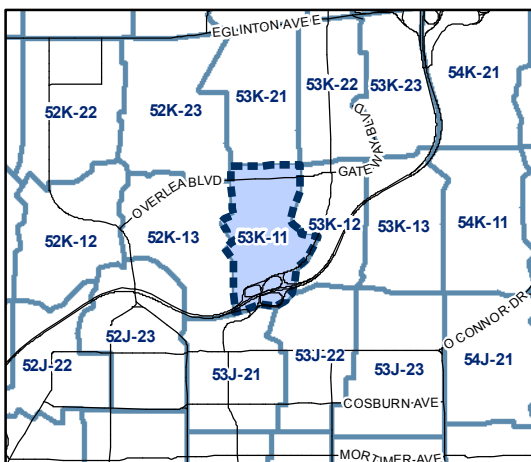 EGLINTON AVE E
52K-22
52K-23
53K-21
53K-22
53K-23
54K-21
GATEWAY BLVD
OVERLEA BLVD
52K-12
52K-13
53K-11
53K-12
53K-13
54K-11
O CONNOR DR
52J-22
52J-23
53J-21
53J-22
53J-23
54J-21
COSBURN AVE
MORTIMER AVE